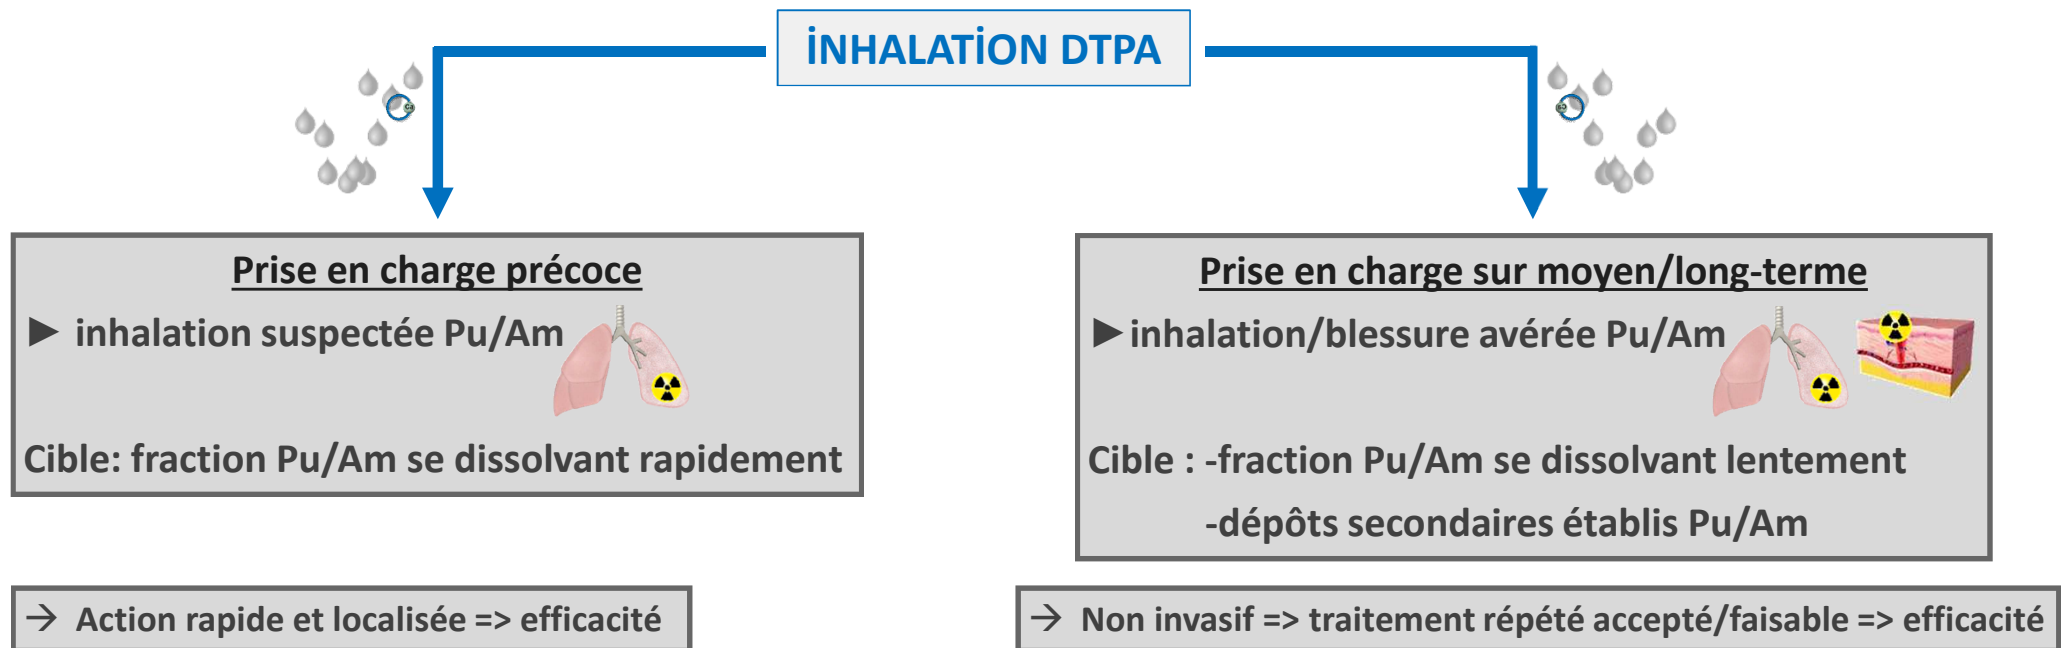 İNHALATİON DTPA
Ca
Ca
Prise en charge précoce
► inhalation suspectée Pu/Am
Cible: fraction Pu/Am se dissolvant rapidement
Prise en charge sur moyen/long-terme
►inhalation/blessure avérée Pu/Am
Cible : -fraction Pu/Am se dissolvant lentement
-dépôts secondaires établis Pu/Am
→ Action rapide et localisée => efficacité
→ Non invasif => traitement répété accepté/faisable => efficacité